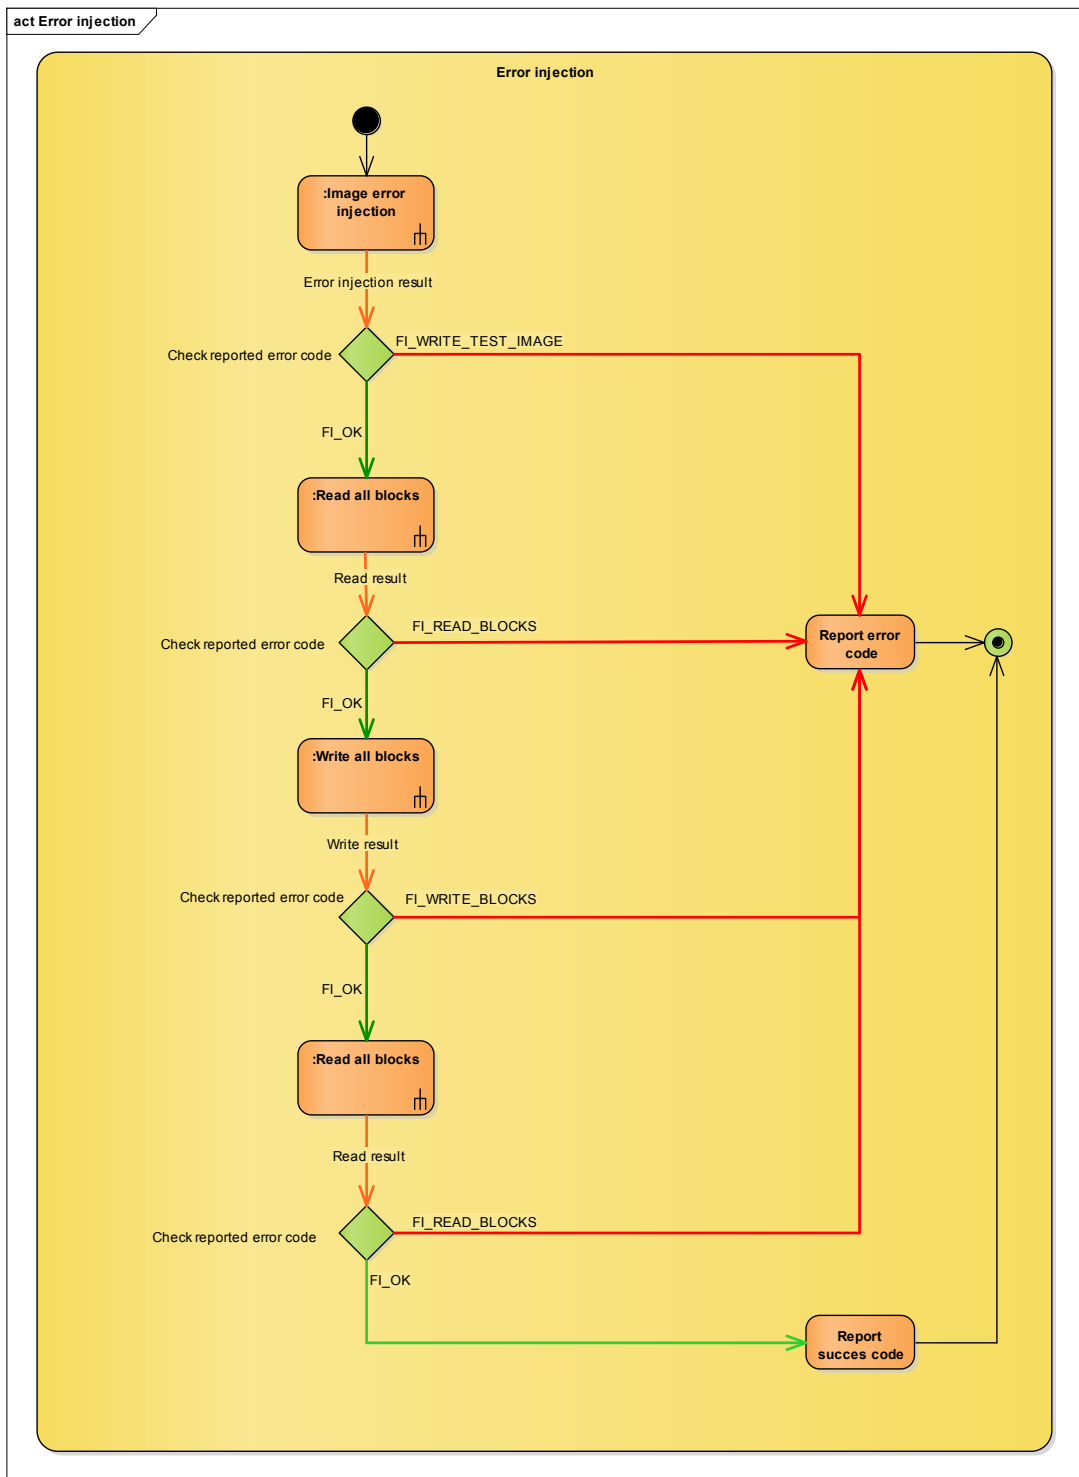 act Error injection
Error injection
:Image error
injection
Error injection result
FI_WRITE_TEST_IMAGE
Check reported error code
FI_OK
:Read all blocks
Read result
FI_READ_BLOCKS
Check reported error code
Report error
code
FI_OK
:Write all blocks
Write result
Check reported error code
FI_WRITE_BLOCKS
FI_OK
:Read all blocks
Read result
FI_READ_BLOCKS
Check reported error code
FI_OK
Report
succes code